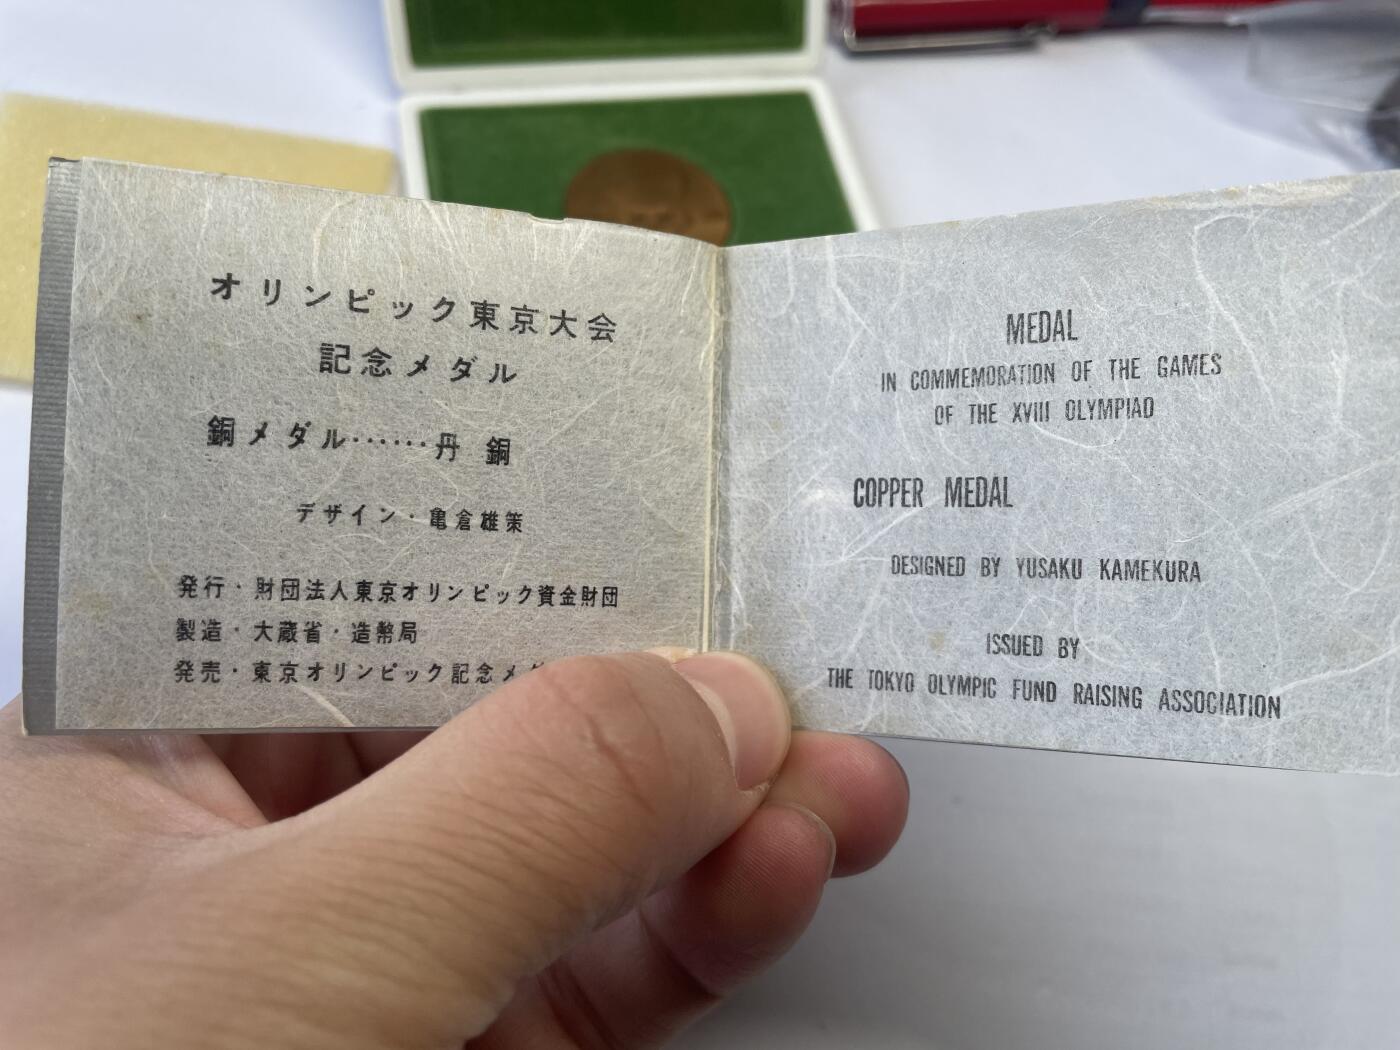 オリンピック東京大会
記念メダル
銅メダル‥‥‥丹 銅
デザイン・亀倉雄策
発行・財団法人東京オリンピック資金財団
製造・大蔵省・造幣局
発売・東京オリンピック記念メダ
MEDAL
IN COMMEMORATION OF THE GAMES
OF THE XVIII OLYMPIAD
COPPER MEDAL
DESIGNED BY YUSAKU KAMEKURA
ISSUED BY
THE TOKYO OLYMPIC FUND RAISING ASSOCIATION